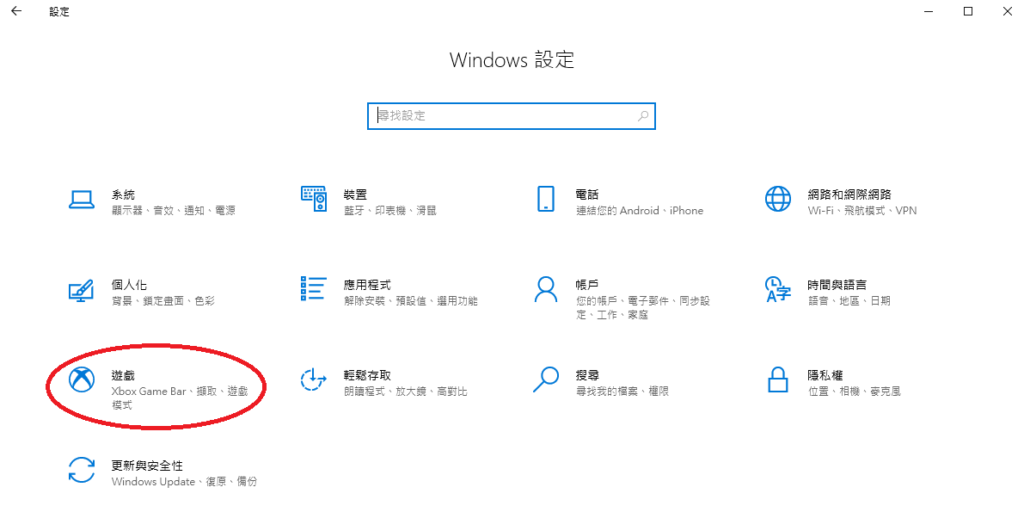 設定
Windows 設定
尋找設定
系統
顯示器、音效、通知、電源
裝置
藍牙、印表機、滑鼠
電話
連結您的 Android、iPhone
網路和網際網路
Wi-Fi、飛航模式、VPN
個人化
背景、鎖定畫面、色彩
應用程式
解除安裝、預設值、選用功能
帳戶
您的帳戶、電子郵件、同步設
定、工作、家庭
時間與語言
語音、地區、日期
遊戲
Xbox Game Bar、擷取、遊戲
模式
輕鬆存取
朗讀程式、放大鏡、高對比
搜尋
尋找我的檔案、權限
隱私權
位置、相機、麥克風
更新與安全性
Windows Update、復原、備份